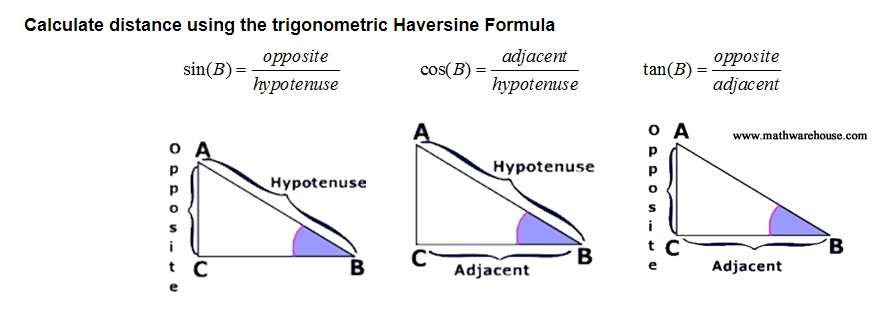 Calculate distance using the trigonometric Haversine Formula
sin(B) = opposite / hypotenuse
cos(B) = adjacent / hypotenuse
tan(B) = opposite / adjacent
opposite
A
Hypotenuse
C
B
A
Hypotenuse
C
B
Adjacent
opposite
A
www.mathwarehouse.com
C
B
Adjacent